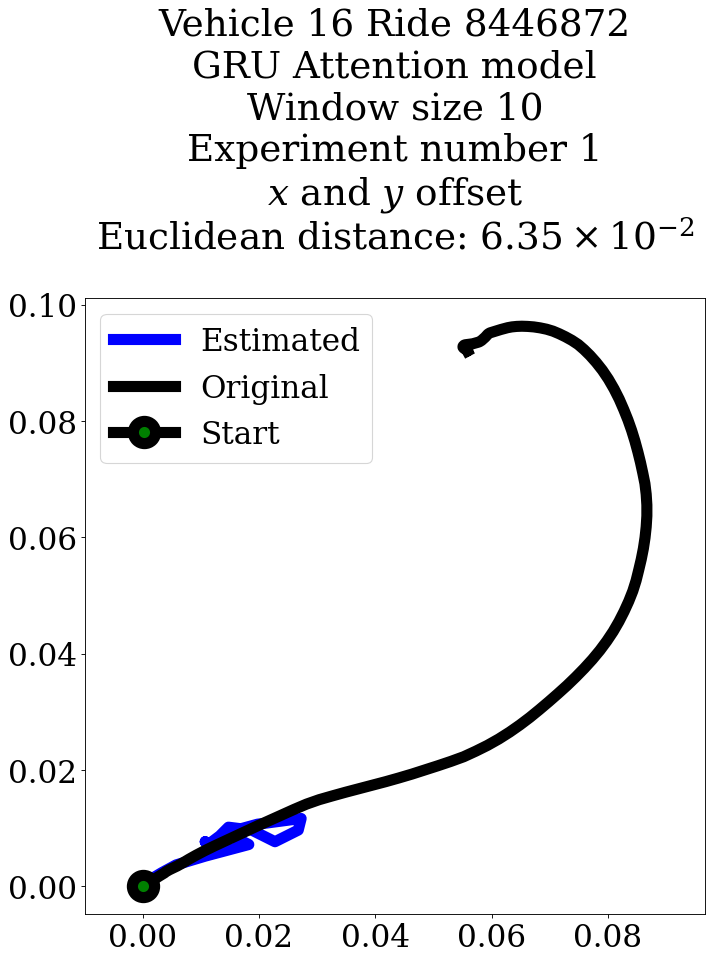 Vehicle 16 Ride 8446872
GRU Attention model
Window size 10
Experiment number 1
x and y offset
Euclidean distance: 6.35 × 10⁻²
0.10
0.08
0.06
0.04
0.02
0.00
Estimated
Original
Start
0.00 0.02 0.04 0.06 0.08